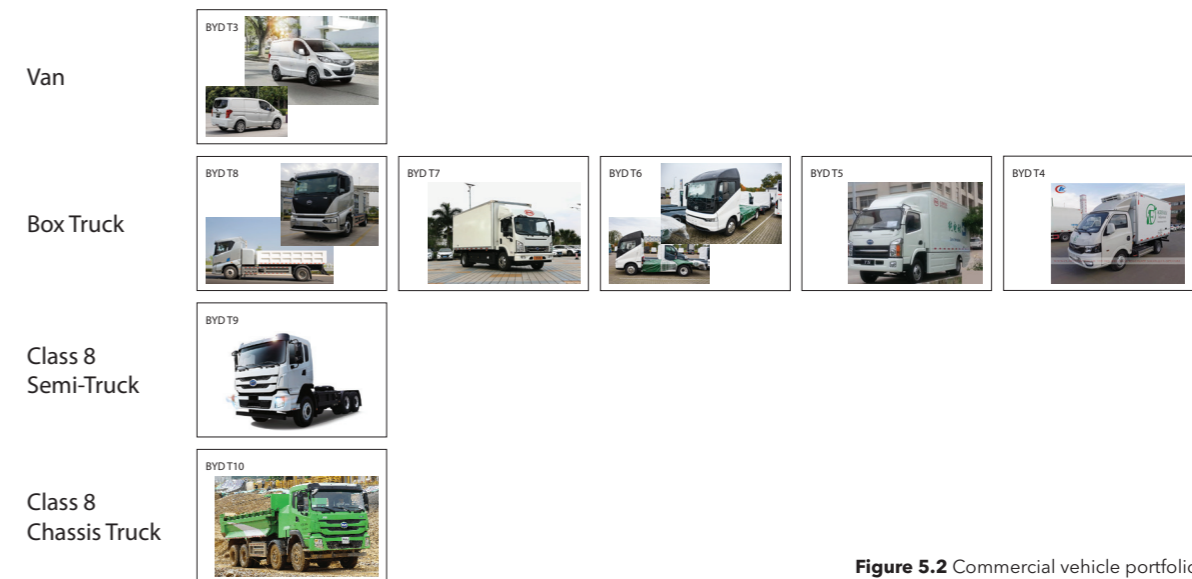 BYD T3
Van
BYD T8
BYD T7
BYD T6
BYD T5
BYD T4
Box Truck
BYD T9
Class 8
Semi-Truck
BYD T10
Class 8
Chassis Truck
Figure 5.2 Commercial vehicle portfolio